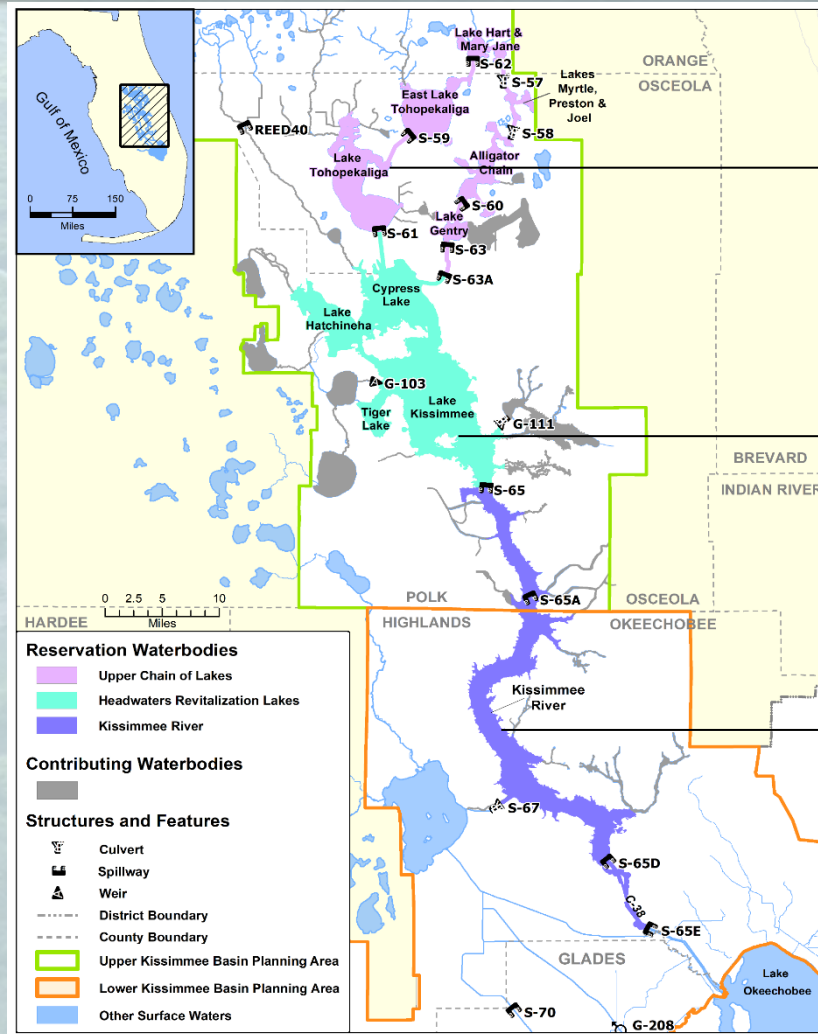 Lake Hart &
Mary Jane
S-62
ORANGE
OSCEOLA
S-57
Lakes
Myrtle,
Preston &
Joel
East Lake
Tohopekaliga
Gulf of Mexico
REED40
S-59
S-58
Lake
Tohopekaliga
Alligator
Chain
0 75 150
Miles
S-60
Lake
Gentry
S-61
S-63
S-63A
Cypress
Lake
Lake
Hatchineha
G-103
Lake
Kissimmee
Tiger
Lake
G-111
BREVARD
INDIAN RIVER
S-65
0 2.5 5 10
Miles
POLK
S-65A
OSCEOLA
HARDEE
HIGHLANDS
OKEECHOBEE
Reservation Waterbodies
Upper Chain of Lakes
Headwaters Revitalization Lakes
Kissimmee River
Contributing Waterbodies
Structures and Features
Culvert
Spillway
Weir
District Boundary
County Boundary
Upper Kissimmee Basin Planning Area
Lower Kissimmee Basin Planning Area
Other Surface Waters
Kissimmee
River
S-67
S-65D
C-38
S-65E
GLADES
Lake
Okeechobee
S-70
G-208